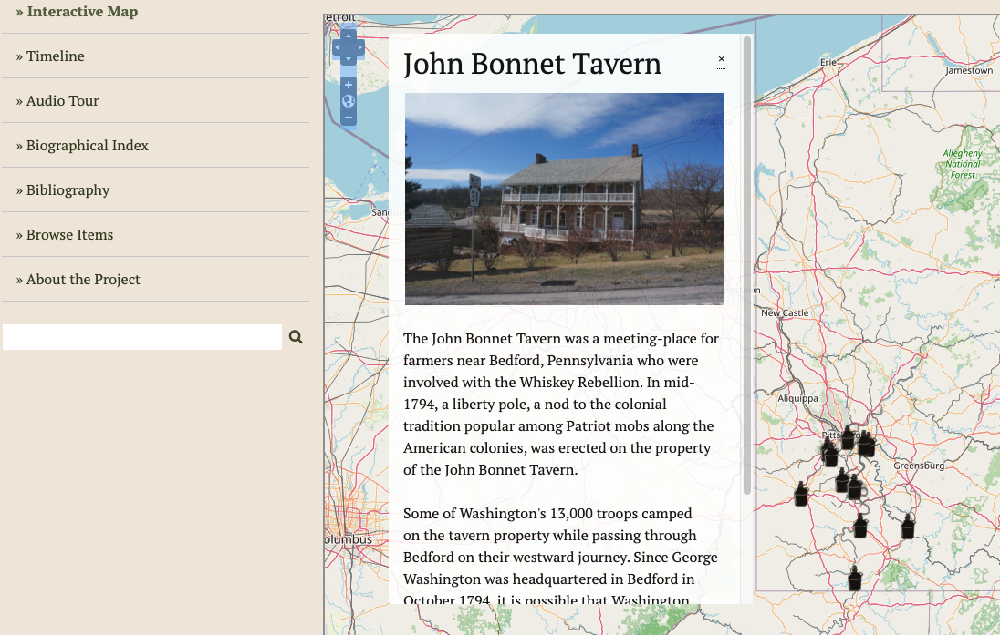 » Interactive Map
» Timeline
» Audio Tour
» Biographical Index
» Bibliography
» Browse Items
» About the Project
John Bonnet Tavern
×
31
The John Bonnet Tavern was a meeting-place for
farmers near Bedford, Pennsylvania who were
involved with the Whiskey Rebellion. In mid-
1794, a liberty pole, a nod to the colonial
tradition popular among Patriot mobs along the
American colonies, was erected on the property
of the John Bonnet Tavern.
Some of Washington's 13,000 troops camped
on the tavern property while passing through
Bedford on their westward journey. Since George
Washington was headquartered in Bedford in
October 1794, it is possible that Washington
etroit
Erie
Jamestown
Ashtabula
Allegheny
National
Forest
San
ngstown
New Castle
Aliquippa
Pitts
Greensburg
olumbus